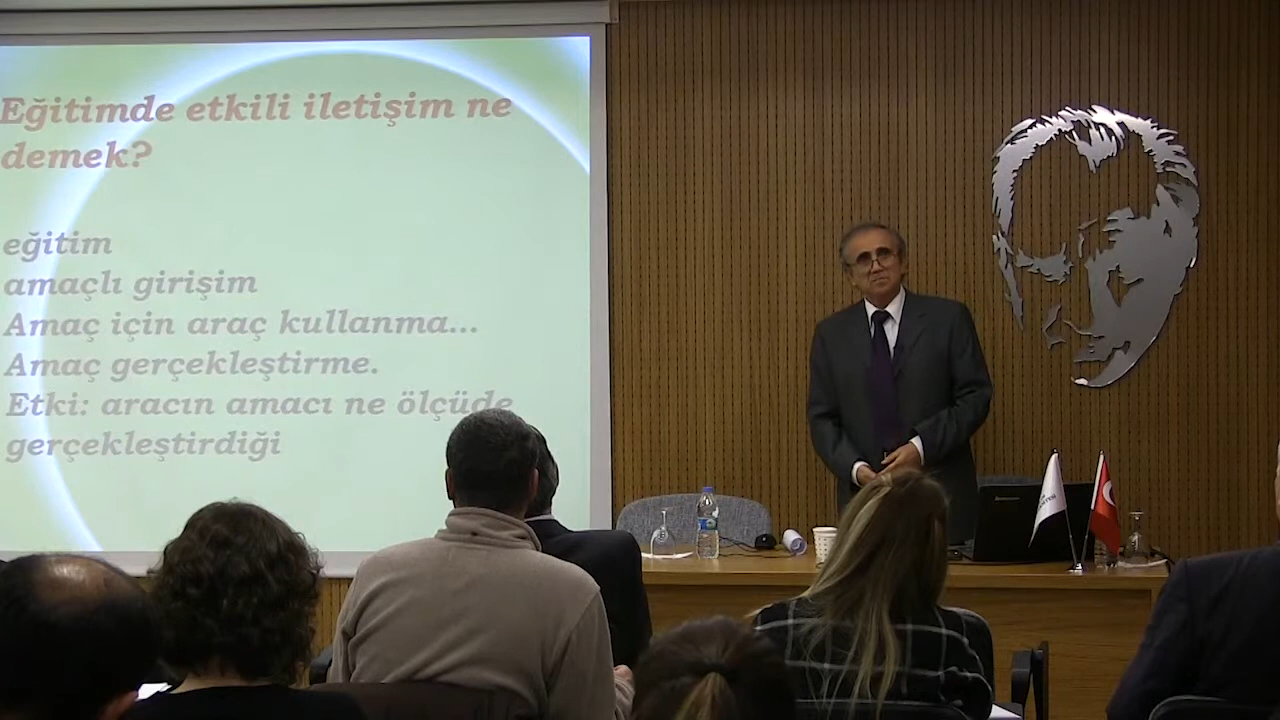 Eğitimde etkili iletişim ne
demek?
eğitim
amaçlı girişim
Amaç için araç kullanma...
Amaç gerçekleştirme.
Etki: aracın amacı ne ölçüde
gerçekleştirdiği